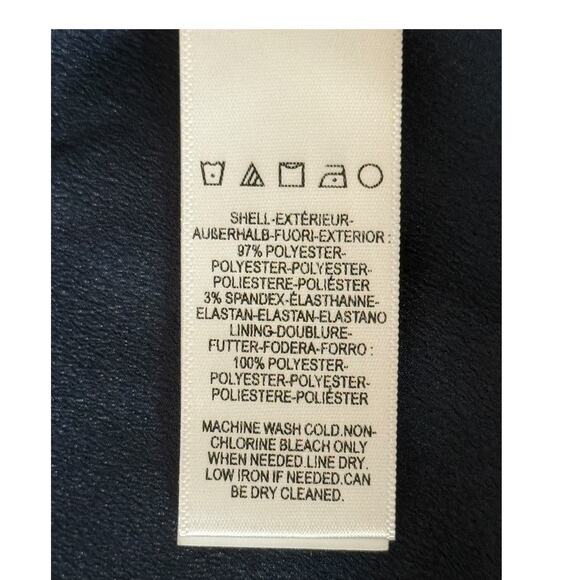 SHELL-EXTÉRIEUR-
AUßERHALB-FUORI-EXTERIOR :
97% POLYESTER-
POLYESTER-POLYESTER-
POLIESTERE-POLIÉSTER
3% SPANDEX-ÉLASTHANNE-
ELASTAN-ELASTAN-ELASTANO
LINING-DOUBLURE-
FUTTER-FODERA-FORRO :
100% POLYESTER-
POLYESTER-POLYESTER-
POLIESTERE-POLIÉSTER
MACHINE WASH COLD.NON-
CHLORINE BLEACH ONLY
WHEN NEEDED.LINE DRY.
LOW IRON IF NEEDED.CAN
BE DRY CLEANED.